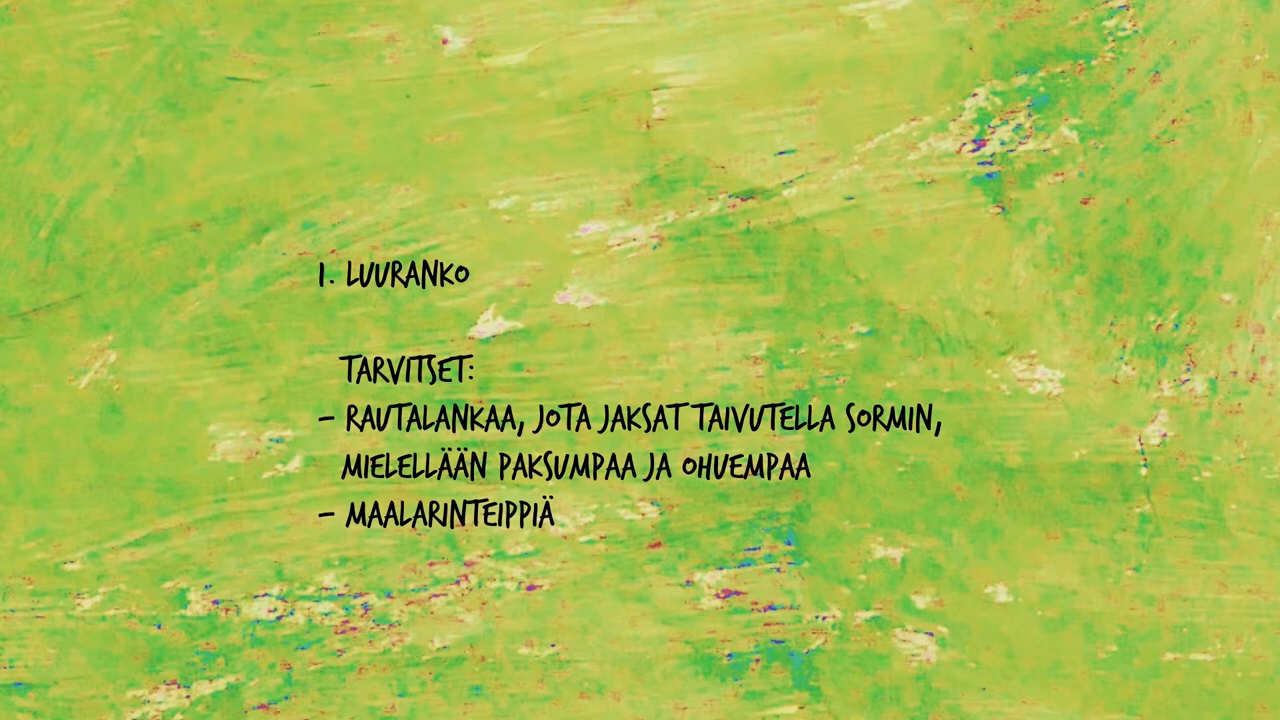 1. LUURANKO
TARVITSET:
- RAUTALANKAA, JOTA JAKSAT TAIVUTELLA SORMIN,
MIELELLÄÄN PAKSUMPAA JA OHUEMPAA
- MAALARINTEIPPIÄ